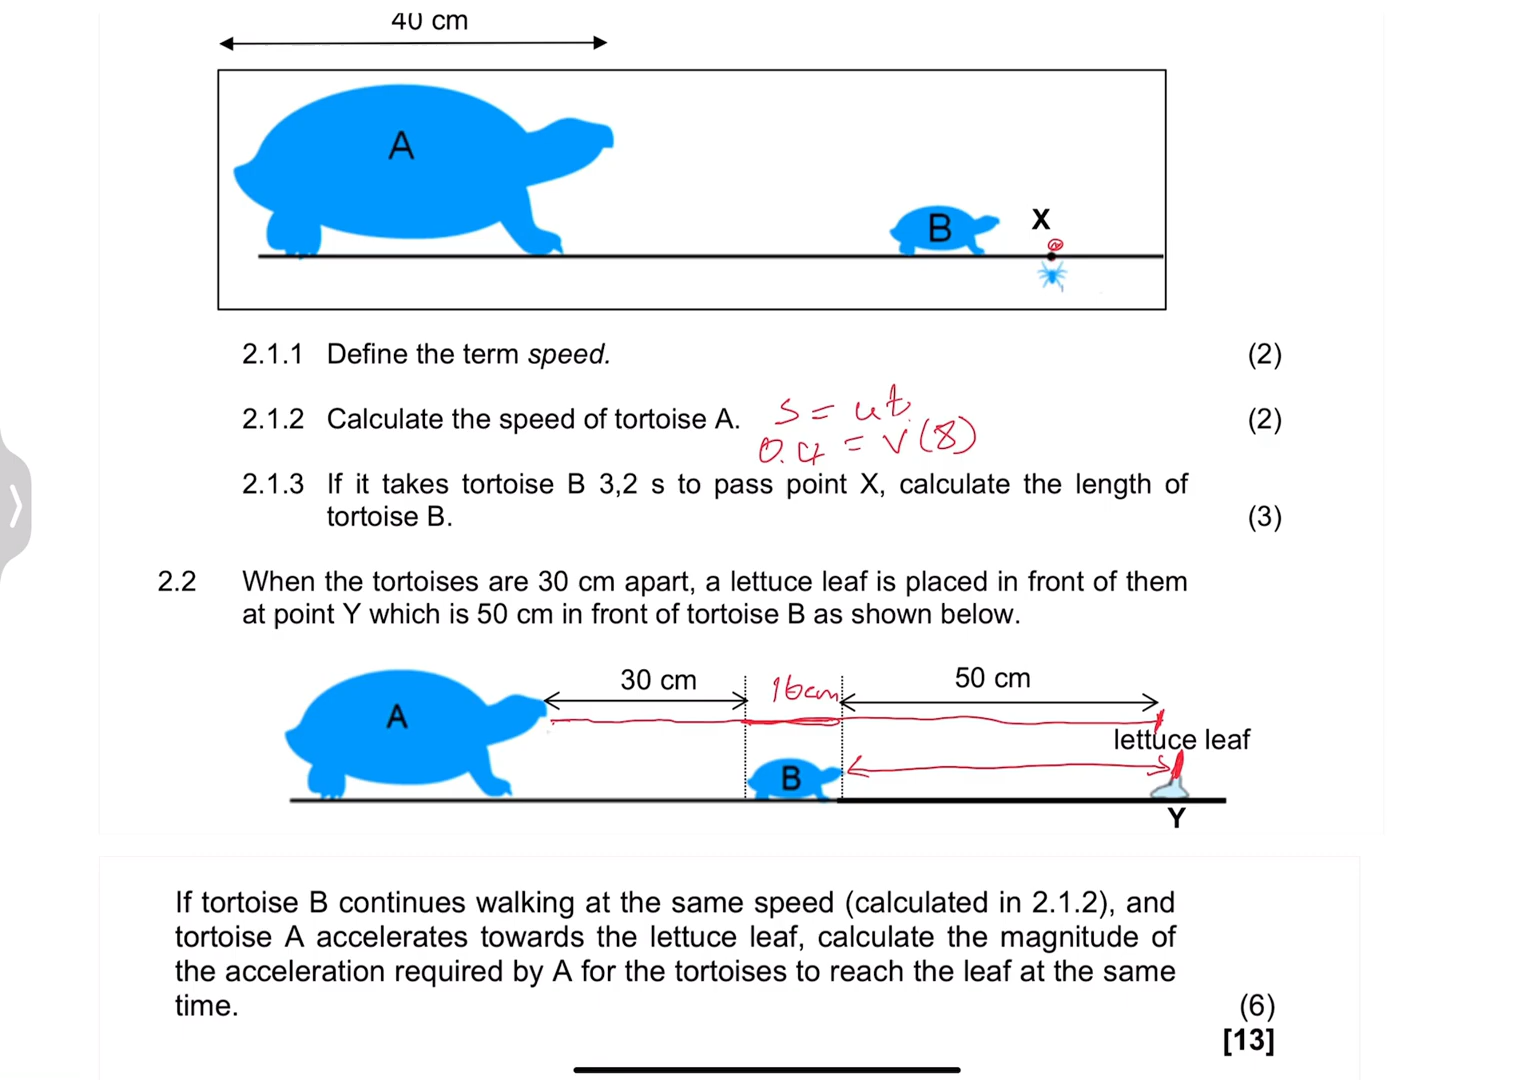 40 cm
A
B
X
2.1.1 Define the term speed. (2)
2.1.2 Calculate the speed of tortoise A. (2)
s = ut
0.4 = v(8)
2.1.3 If it takes tortoise B 3,2 s to pass point X, calculate the length of
tortoise B. (3)
2.2 When the tortoises are 30 cm apart, a lettuce leaf is placed in front of them
at point Y which is 50 cm in front of tortoise B as shown below.
30 cm
16cm
50 cm
A
lettuce leaf
B
Y
If tortoise B continues walking at the same speed (calculated in 2.1.2), and
tortoise A accelerates towards the lettuce leaf, calculate the magnitude of
the acceleration required by A for the tortoises to reach the leaf at the same
time. (6)
[13]